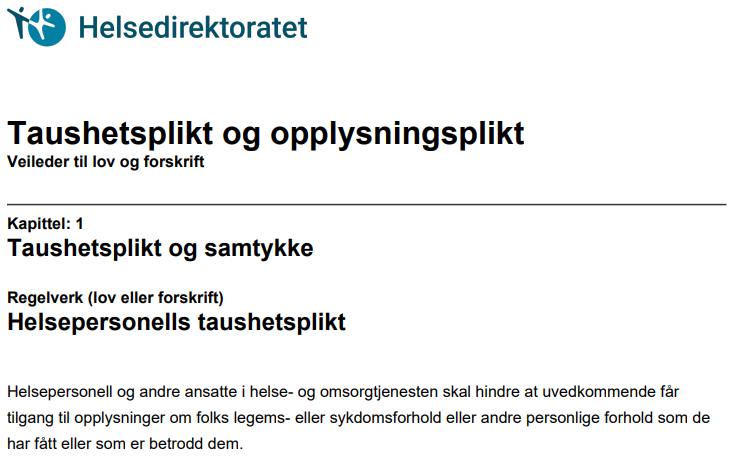 Helsedirektoratet
Taushetsplikt og opplysningsplikt
Veileder til lov og forskrift
Kapittel: 1
Taushetsplikt og samtykke
Regelverk (lov eller forskrift)
Helsepersonells taushetsplikt
Helsepersonell og andre ansatte i helse- og omsorgtjenesten skal hindre at uvedkommende får
tilgang til opplysninger om folks legems- eller sykdomsforhold eller andre personlige forhold som de
har fått eller som er betrodd dem.